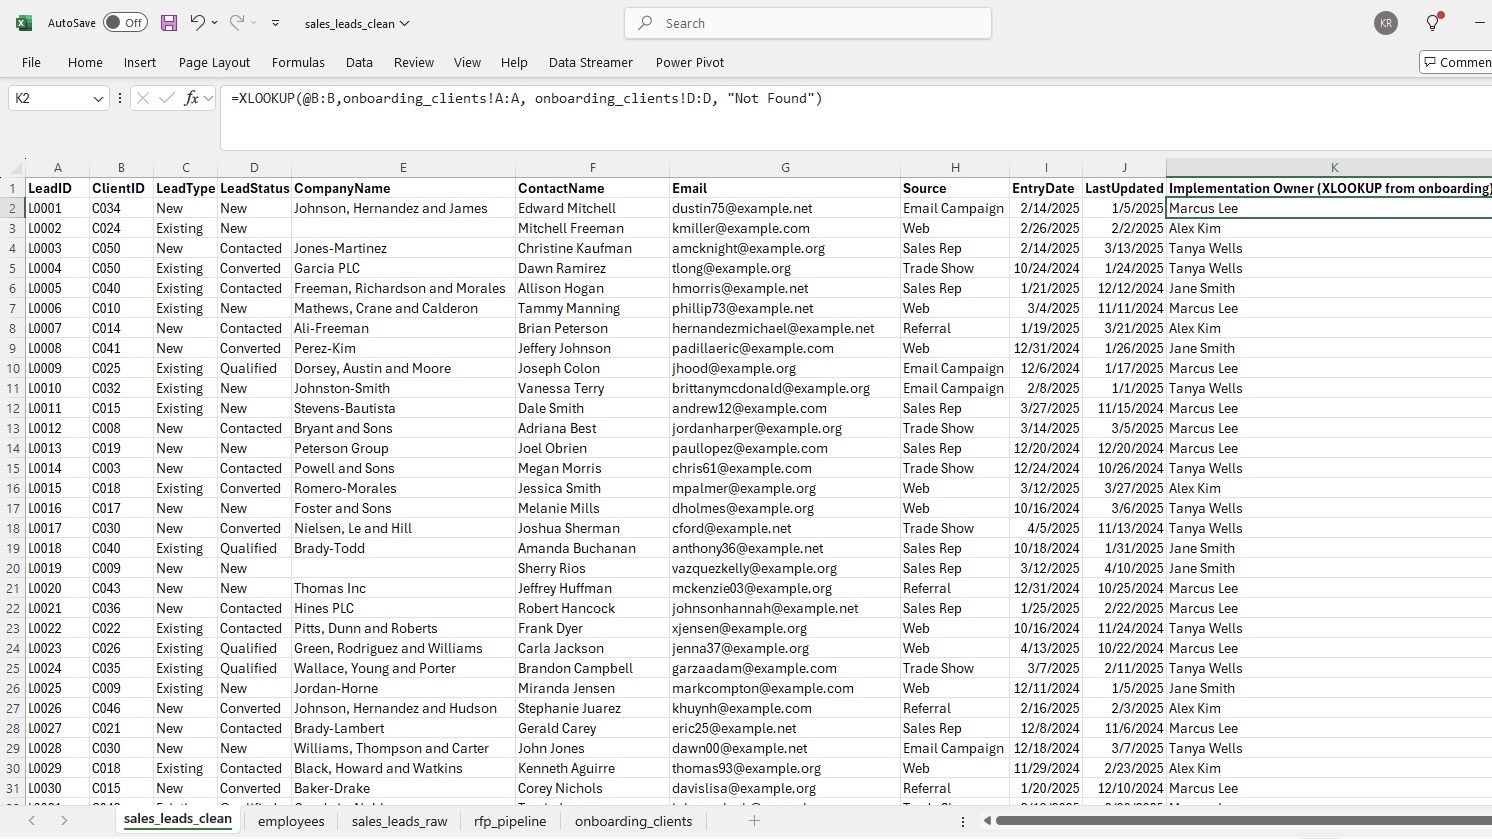 AutoSave Off sales_leads_clean Search KR
File Home Insert Page Layout Formulas Data Review View Help Data Streamer Power Pivot Commen
K2 fx =XLOOKUP(@B:B,onboarding_clients!A:A, onboarding_clients!D:D, "Not Found")
A B C D E F G H I J K
1 LeadID ClientID LeadType LeadStatus CompanyName ContactName Email Source EntryDate LastUpdated Implementation Owner (XLOOKUP from onboarding)
2 L0001 C034 New New Johnson, Hernandez and James Edward Mitchell dustin75@example.net Email Campaign 2/14/2025 1/5/2025 Marcus Lee
3 L0002 C024 Existing New Mitchell Freeman kmiller@example.com Web 2/26/2025 2/2/2025 Alex Kim
4 L0003 C050 New Contacted Jones-Martinez Christine Kaufman amcknight@example.org Sales Rep 2/14/2025 3/13/2025 Tanya Wells
5 L0004 C050 Existing Converted Garcia PLC Dawn Ramirez tlong@example.org Trade Show 10/24/2024 1/24/2025 Tanya Wells
6 L0005 C040 Existing Contacted Freeman, Richardson and Morales Allison Hogan hmorris@example.net Sales Rep 1/21/2025 12/12/2024 Jane Smith
7 L0006 C010 Existing New Mathews, Crane and Calderon Tammy Manning phillip73@example.net Web 3/4/2025 11/11/2024 Marcus Lee
8 L0007 C014 New Contacted Ali-Freeman Brian Peterson hernandezmichael@example.net Referral 1/19/2025 3/21/2025 Alex Kim
9 L0008 C041 New Converted Perez-Kim Jeffery Johnson padillaeric@example.com Web 12/31/2024 1/26/2025 Jane Smith
10 L0009 C025 Existing Qualified Dorsey, Austin and Moore Joseph Colon jhood@example.org Email Campaign 12/6/2024 1/17/2025 Marcus Lee
11 L0010 C032 Existing New Johnston-Smith Vanessa Terry brittanymcdonald@example.org Email Campaign 2/8/2025 1/1/2025 Tanya Wells
12 L0011 C015 Existing New Stevens-Bautista Dale Smith andrew12@example.com Sales Rep 3/27/2025 11/15/2024 Marcus Lee
13 L0012 C008 New Contacted Bryant and Sons Adriana Best jordanharper@example.org Trade Show 3/14/2025 3/5/2025 Marcus Lee
14 L0013 C019 New New Peterson Group Joel Obrien paullopez@example.com Sales Rep 12/20/2024 12/20/2024 Marcus Lee
15 L0014 C003 New Contacted Powell and Sons Megan Morris chris61@example.com Trade Show 12/24/2024 10/26/2024 Tanya Wells
16 L0015 C018 Existing Converted Romero-Morales Jessica Smith mpalmer@example.org Web 3/12/2025 3/27/2025 Alex Kim
17 L0016 C017 New New Foster and Sons Melanie Mills dholmes@example.org Web 10/16/2024 3/6/2025 Tanya Wells
18 L0017 C030 New Converted Nielsen, Le and Hill Joshua Sherman cford@example.net Trade Show 4/5/2025 11/13/2024 Tanya Wells
19 L0018 C040 Existing Qualified Brady-Todd Amanda Buchanan anthony36@example.net Sales Rep 10/18/2024 1/31/2025 Jane Smith
20 L0019 C009 New New Sherry Rios vazquezkelly@example.org Sales Rep 3/12/2025 4/10/2025 Jane Smith
21 L0020 C043 New New Thomas Inc Jeffrey Huffman mckenzie03@example.org Referral 12/31/2024 10/25/2024 Marcus Lee
22 L0021 C036 New Contacted Hines PLC Robert Hancock johnsonhannah@example.net Sales Rep 1/25/2025 2/22/2025 Marcus Lee
23 L0022 C022 Existing Contacted Pitts, Dunn and Roberts Frank Dyer xjensen@example.org Web 10/16/2024 11/24/2024 Tanya Wells
24 L0023 C026 Existing Qualified Green, Rodriguez and Williams Carla Jackson jenna37@example.org Web 4/13/2025 10/22/2024 Marcus Lee
25 L0024 C035 Existing Qualified Wallace, Young and Porter Brandon Campbell garzaadam@example.com Trade Show 3/7/2025 2/11/2025 Tanya Wells
26 L0025 C009 Existing New Jordan-Horne Miranda Jensen markcompton@example.com Web 12/11/2024 1/5/2025 Jane Smith
27 L0026 C046 New Converted Johnson, Hernandez and Hudson Stephanie Juarez khuynh@example.com Referral 2/16/2025 2/3/2025 Alex Kim
28 L0027 C021 New Contacted Brady-Lambert Gerald Carey eric25@example.net Sales Rep 12/8/2024 11/6/2024 Marcus Lee
29 L0028 C030 New New Williams, Thompson and Carter John Jones dawn00@example.net Email Campaign 12/18/2024 3/7/2025 Tanya Wells
30 L0029 C018 Existing Contacted Black, Howard and Watkins Kenneth Aguirre thomas93@example.org Web 11/29/2024 2/23/2025 Alex Kim
31 L0030 C015 New Converted Baker-Drake Corey Nichols davislisa@example.org Referral 1/20/2025 12/10/2024 Marcus Lee
sales_leads_clean employees sales_leads_raw rfp_pipeline onboarding_clients